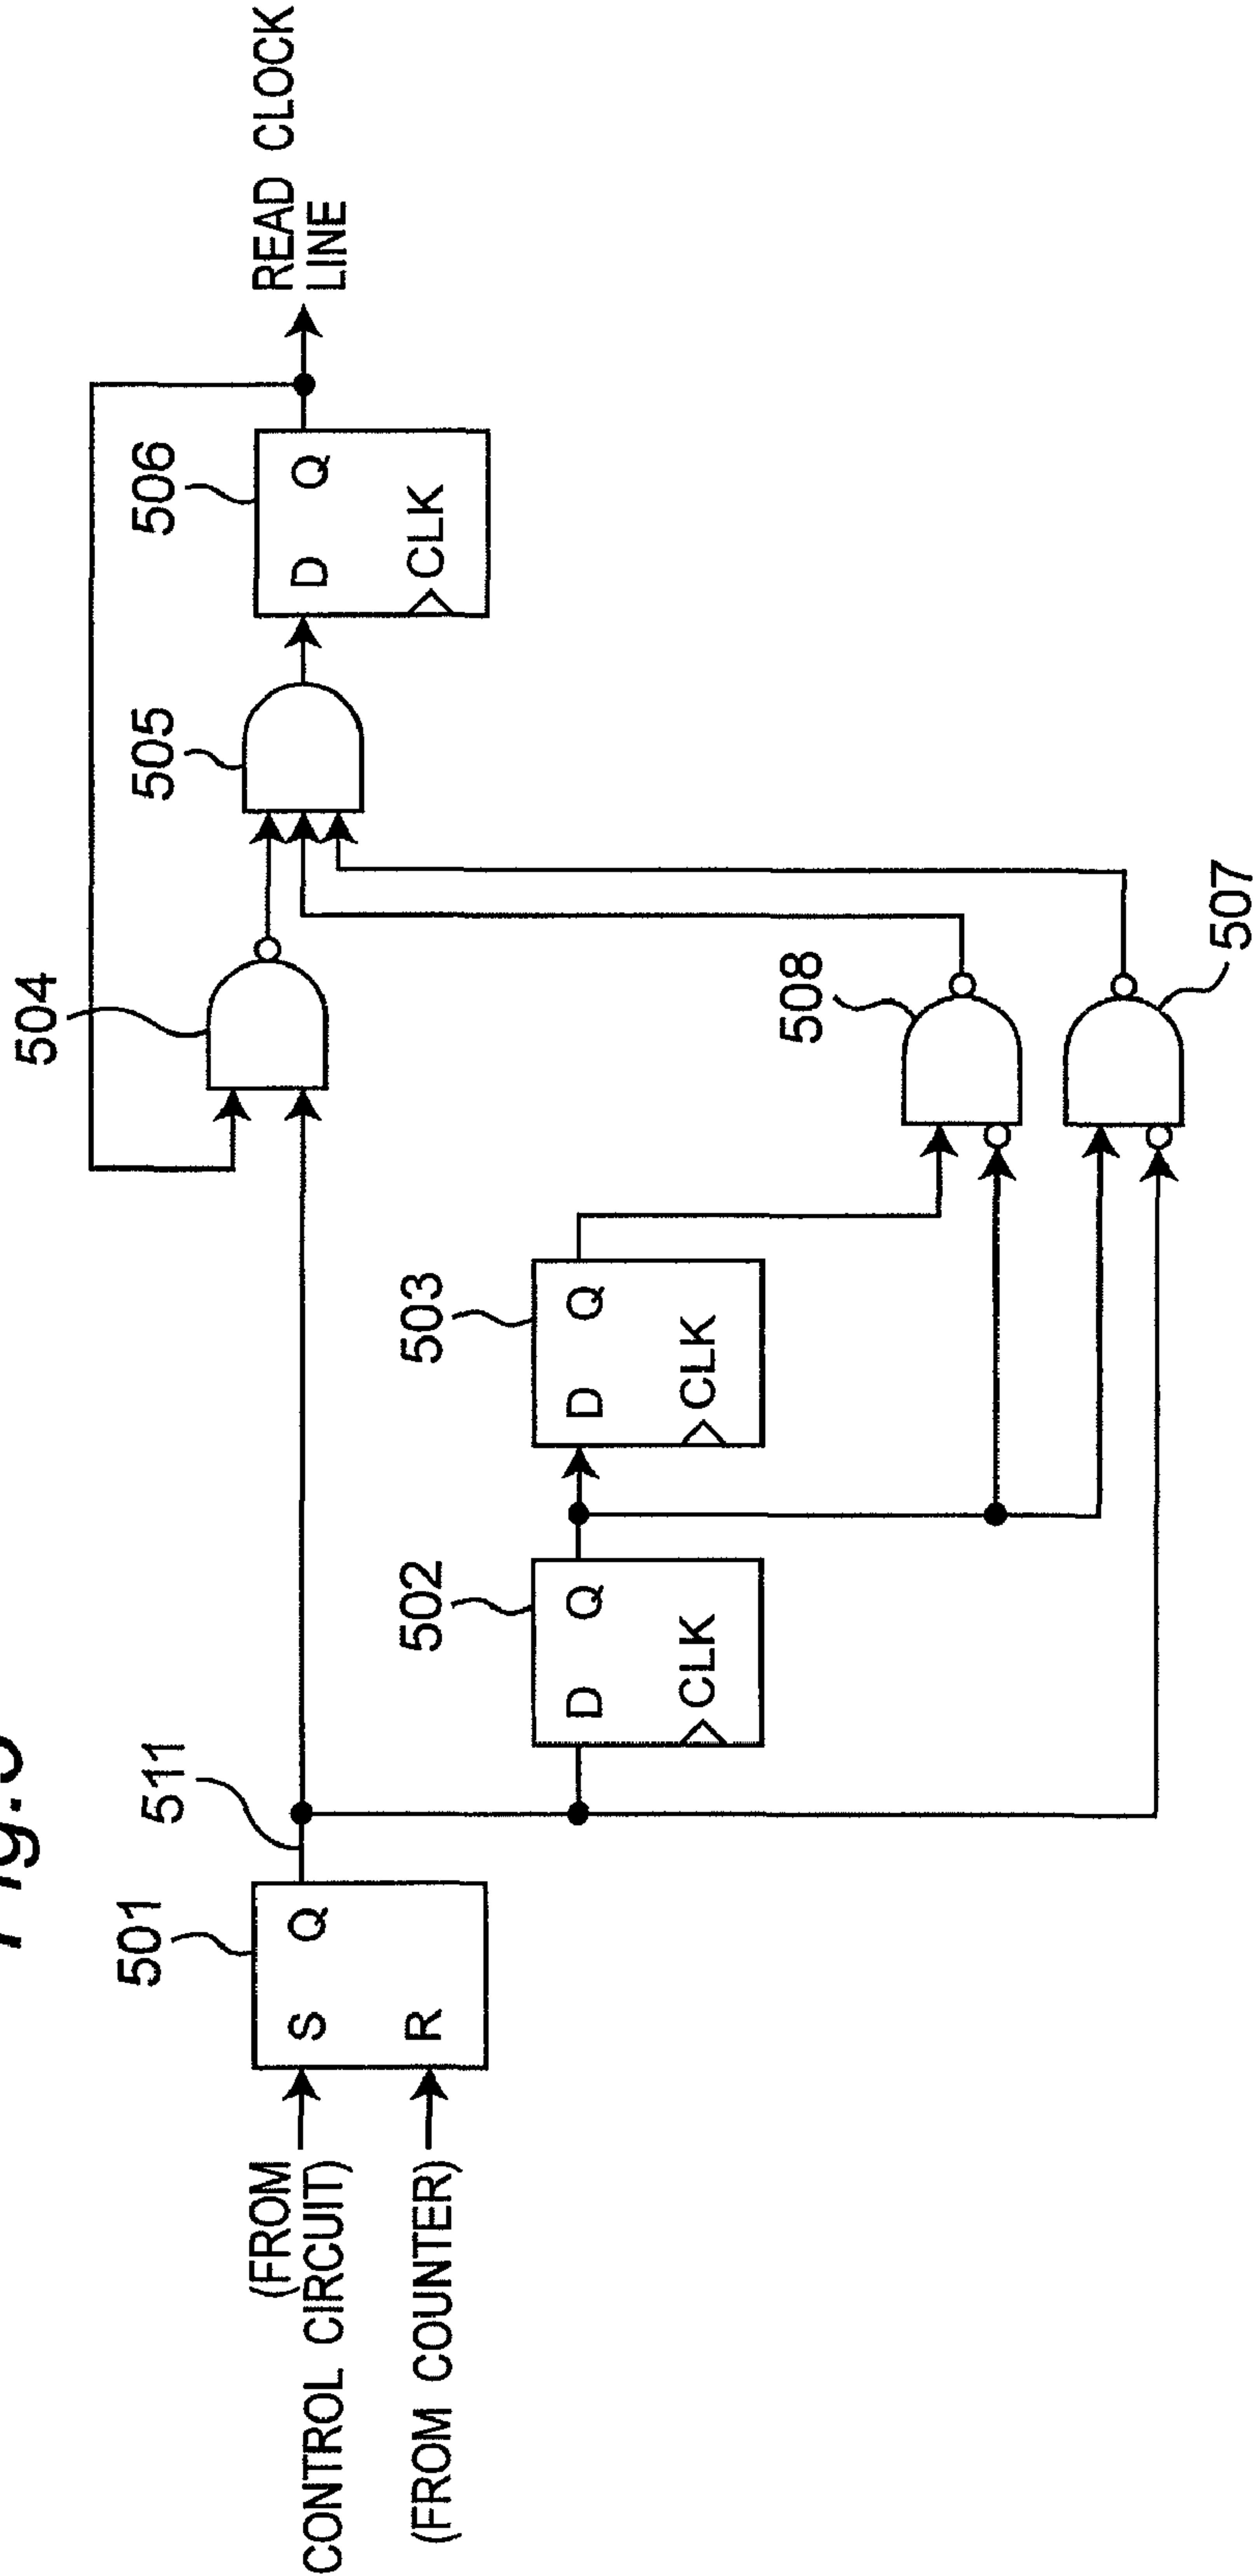 (FROM
CONTROL CIRCUIT)
(FROM COUNTER)
501
S Q
R
511
502
D Q
CLK
503
D Q
CLK
504
505
506
D Q
CLK
READ CLOCK
LINE
508
507